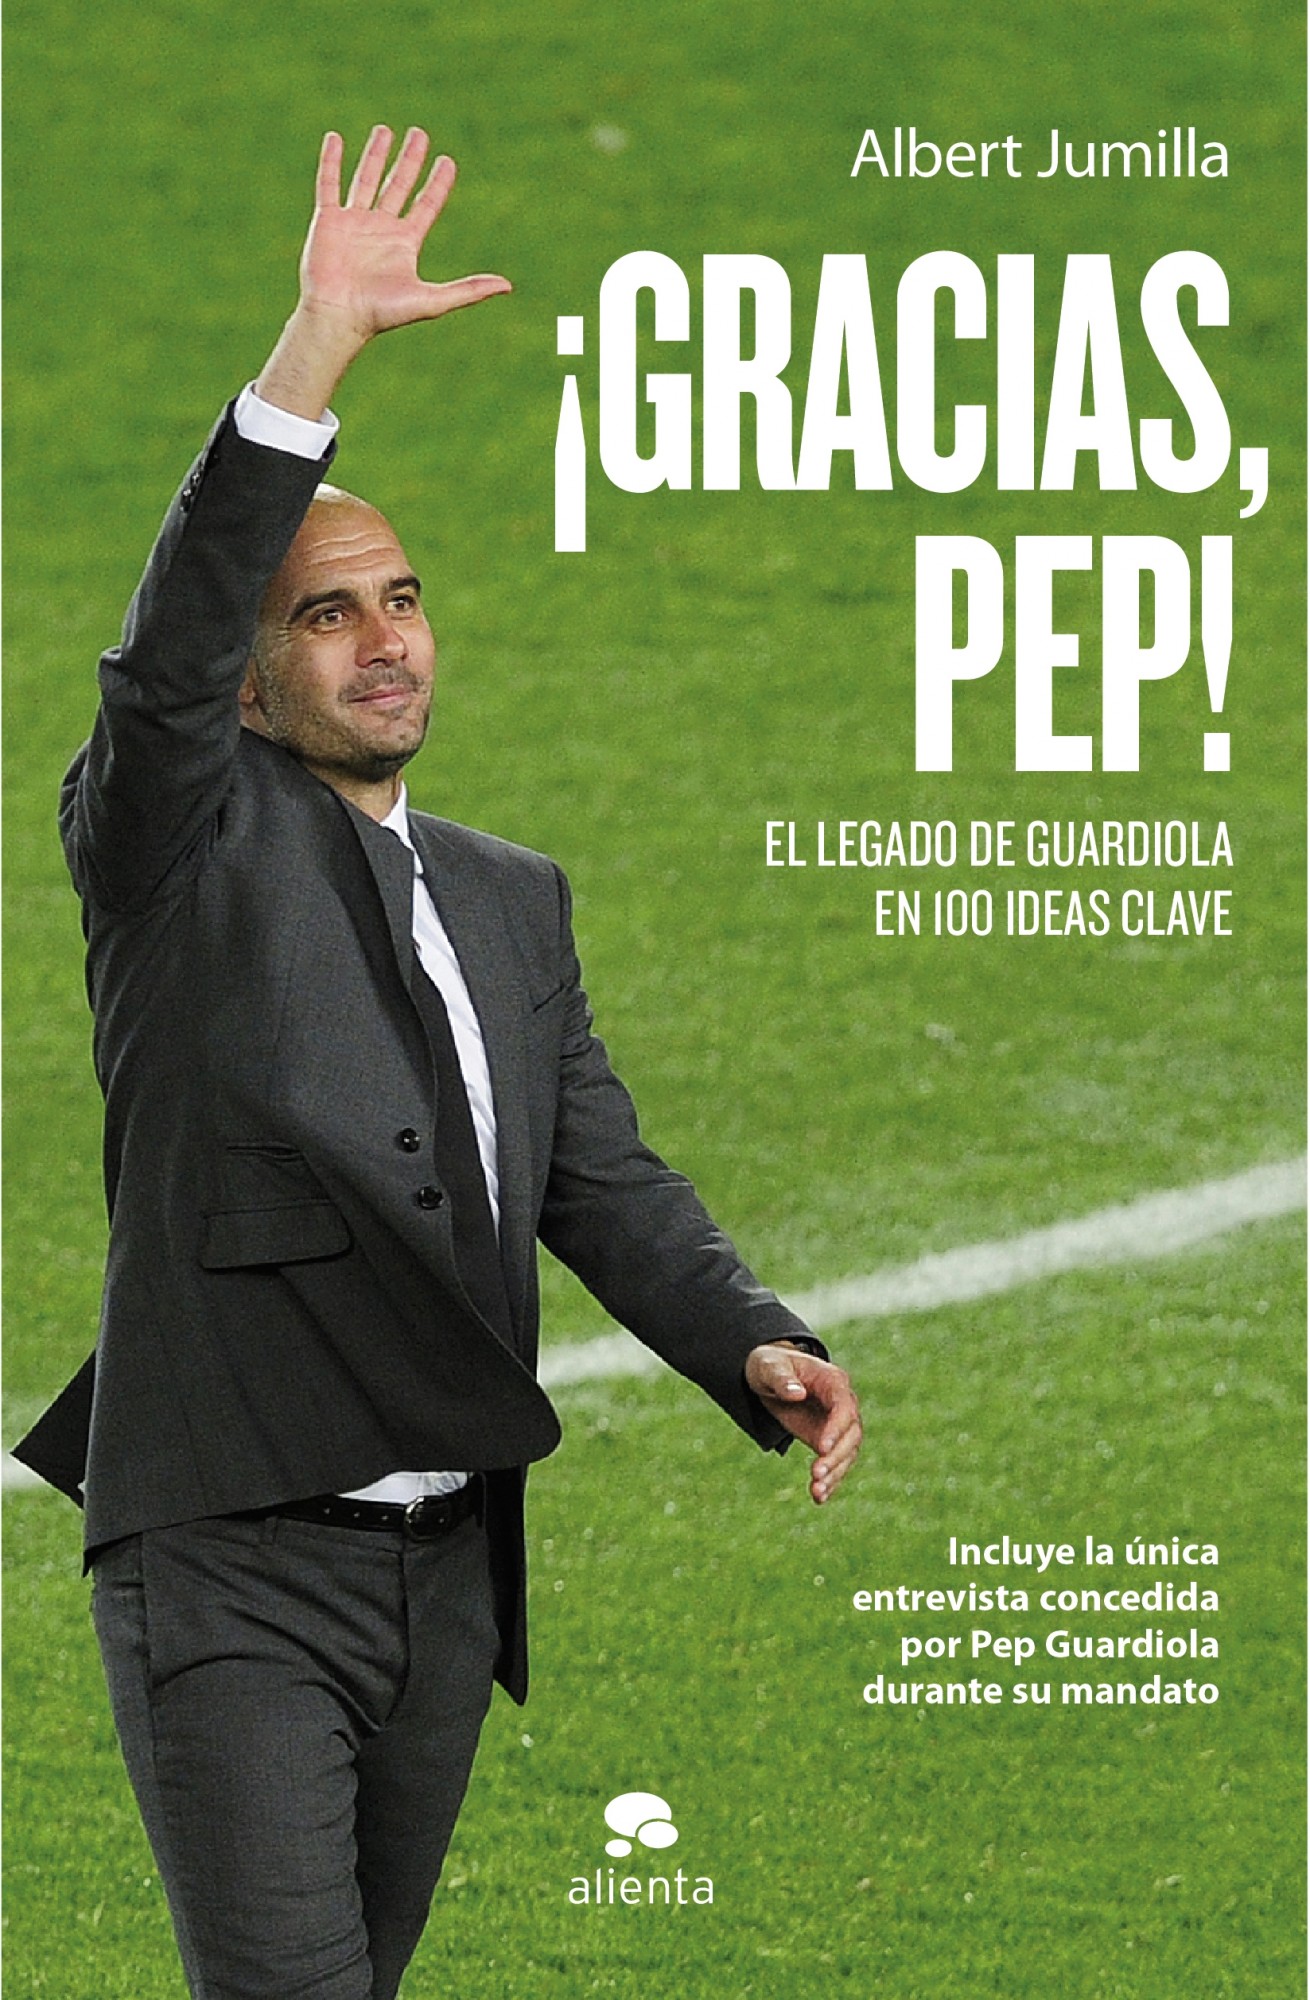 Albert Jumilla
¡GRACIAS,
PEP!
EL LEGADO DE GUARDIOLA
EN 100 IDEAS CLAVE
Incluye la única
entrevista concedida
por Pep Guardiola
durante su mandato
alienta